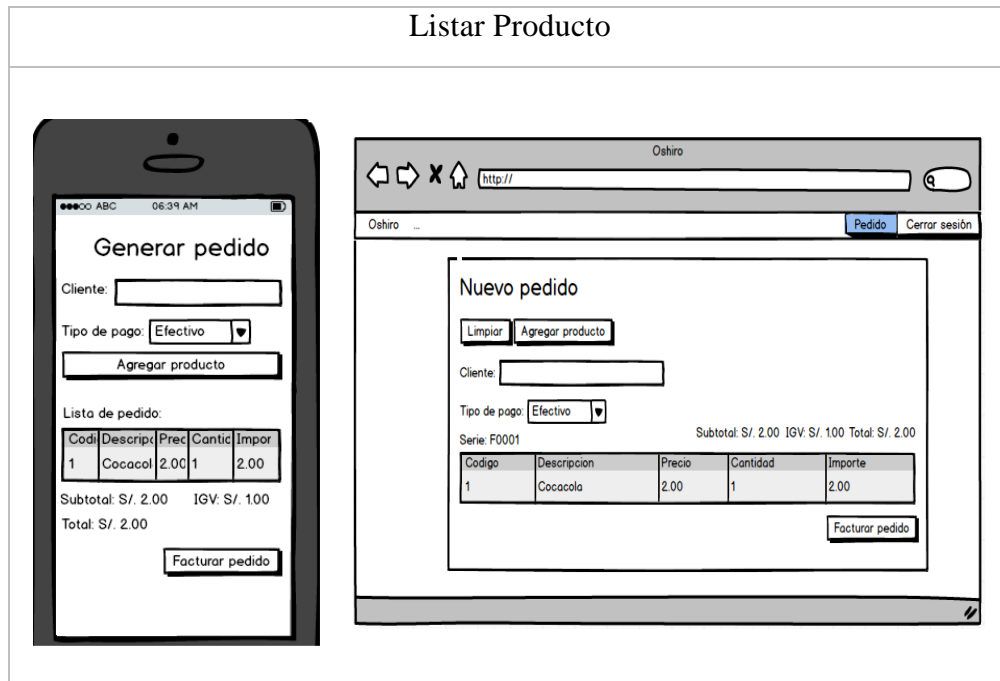 Listar Producto
ABC 06:39 AM
Generar pedido
Cliente:
Tipo de pago: Efectivo
Agregar producto
Lista de pedido:
Codi Descripc Prec Cantic Impor
1 Cocacol 2.00 1 2.00
Subtotal: S/. 2.00 IGV: S/. 1.00
Total: S/. 2.00
Facturar pedido
Oshiro
http://
Oshiro ... Pedido Cerrar sesión
Nuevo pedido
Limpiar Agregar producto
Cliente:
Tipo de pago: Efectivo
Serie: F0001 Subtotal: S/. 2.00 IGV: S/. 1.00 Total: S/. 2.00
Codigo Descripcion Precio Cantidad Importe
1 Cocacola 2.00 1 2.00
Facturar pedido